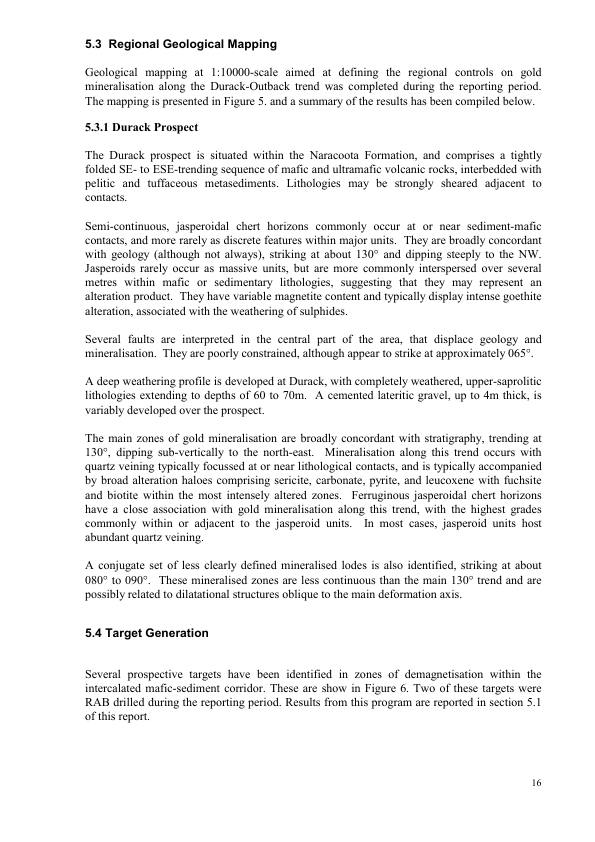 5.3  Regional Geological Mapping
Geological mapping at 1:10000-scale aimed at defining the regional controls on gold
mineralisation along the Durack-Outback trend was completed during the reporting period.
The mapping is presented in Figure 5. and a summary of the results has been compiled below.
5.3.1 Durack Prospect
The Durack prospect is situated within the Naracoota Formation, and comprises a tightly
folded SE- to ESE-trending sequence of mafic and ultramafic volcanic rocks, interbedded with
pelitic and tuffaceous metasediments. Lithologies may be strongly sheared adjacent to
contacts.
Semi-continuous, jasperoidal chert horizons commonly occur at or near sediment-mafic
contacts, and more rarely as discrete features within major units.  They are broadly concordant
with geology (although not always), striking at about 130° and dipping steeply to the NW.
Jasperoids rarely occur as massive units, but are more commonly interspersed over several
metres within mafic or sedimentary lithologies, suggesting that they may represent an
alteration product.  They have variable magnetite content and typically display intense goethite
alteration, associated with the weathering of sulphides.
Several faults are interpreted in the central part of the area, that displace geology and
mineralisation.  They are poorly constrained, although appear to strike at approximately 065°.
A deep weathering profile is developed at Durack, with completely weathered, upper-saprolitic
lithologies extending to depths of 60 to 70m.  A cemented lateritic gravel, up to 4m thick, is
variably developed over the prospect.
The main zones of gold mineralisation are broadly concordant with stratigraphy, trending at
130°, dipping sub-vertically to the north-east.  Mineralisation along this trend occurs with
quartz veining typically focussed at or near lithological contacts, and is typically accompanied
by broad alteration haloes comprising sericite, carbonate, pyrite, and leucoxene with fuchsite
and biotite within the most intensely altered zones.  Ferruginous jasperoidal chert horizons
have a close association with gold mineralisation along this trend, with the highest grades
commonly within or adjacent to the jasperoid units.  In most cases, jasperoid units host
abundant quartz veining.
A conjugate set of less clearly defined mineralised lodes is also identified, striking at about
080° to 090°.  These mineralised zones are less continuous than the main 130° trend and are
possibly related to dilatational structures oblique to the main deformation axis.
5.4 Target Generation
Several prospective targets have been identified in zones of demagnetisation within the
intercalated mafic-sediment corridor. These are show in Figure 6. Two of these targets were
RAB drilled during the reporting period. Results from this program are reported in section 5.1
of this report.
16